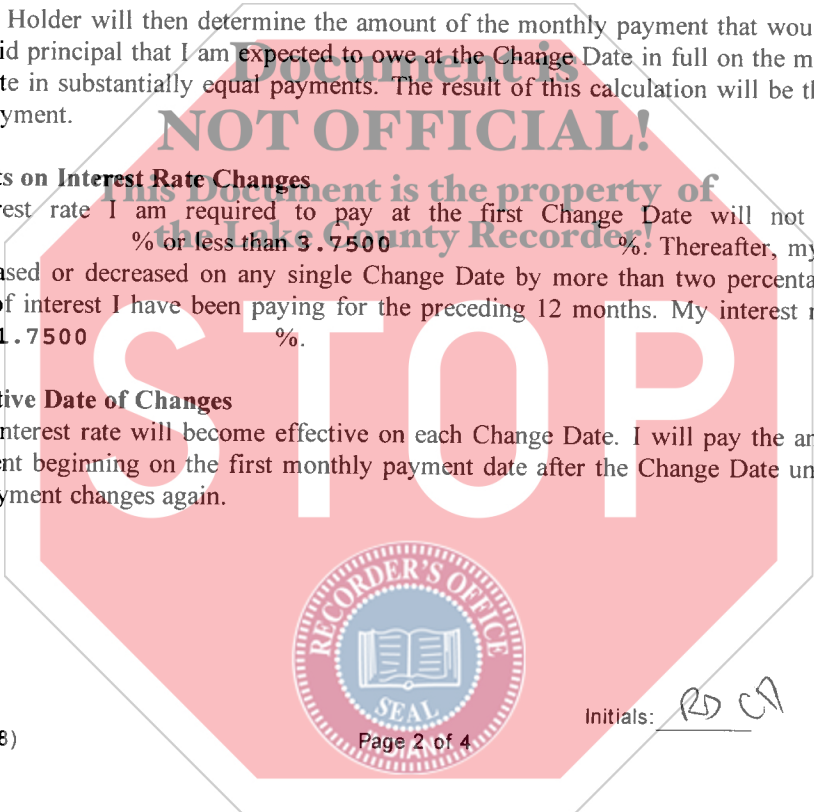 Holder will then determine the amount of the monthly payment that wou
id principal that I am expected to owe at the Change Date in full on the m
te in substantially equal payments. The result of this calculation will be th
yment.
Document is
NOT OFFICIAL!
This Document is the property of
the Lake County Recorder!
s on Interest Rate Changes
rest rate I am required to pay at the first Change Date will not
% or less than 3.7500 %. Thereafter, my
ased or decreased on any single Change Date by more than two percenta
of interest I have been paying for the preceding 12 months. My interest r
1.7500 %.
STOP
tive Date of Changes
nterest rate will become effective on each Change Date. I will pay the an
nt beginning on the first monthly payment date after the Change Date un
yment changes again.
RECORDER'S OFFICE
SEAL
INDIANA
Initials: RD CD
8)
Page 2 of 4